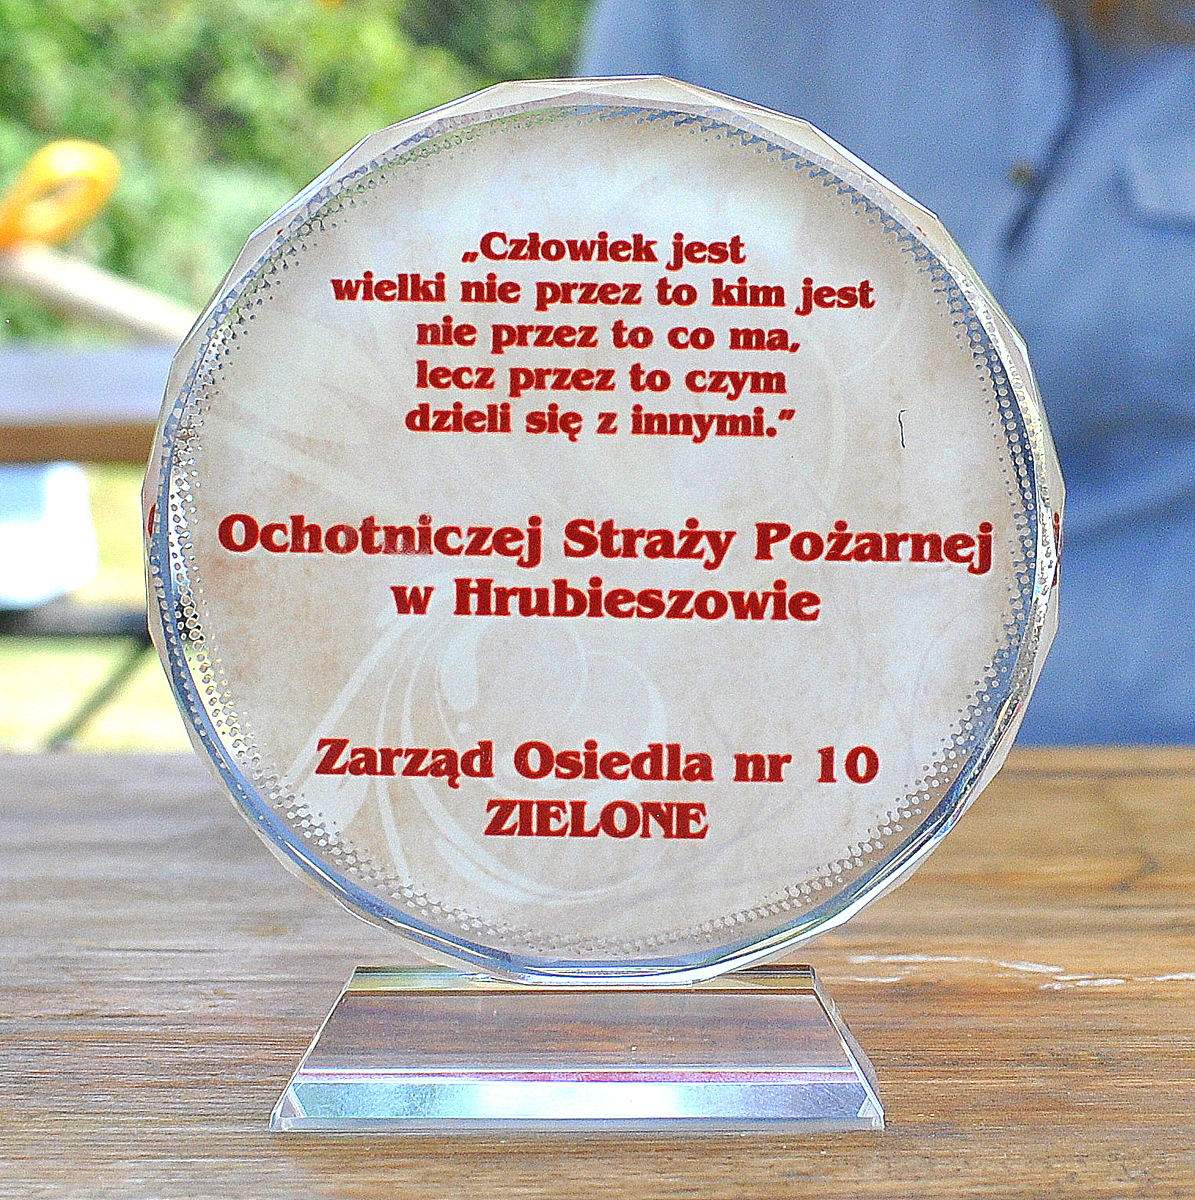 „Człowiek jest
wielki nie przez to kim jest
nie przez to co ma,
lecz przez to czym
dzieli się z innymi.”
Ochotniczej Straży Pożarnej
w Hrubieszowie
Zarząd Osiedla nr 10
ZIELONE